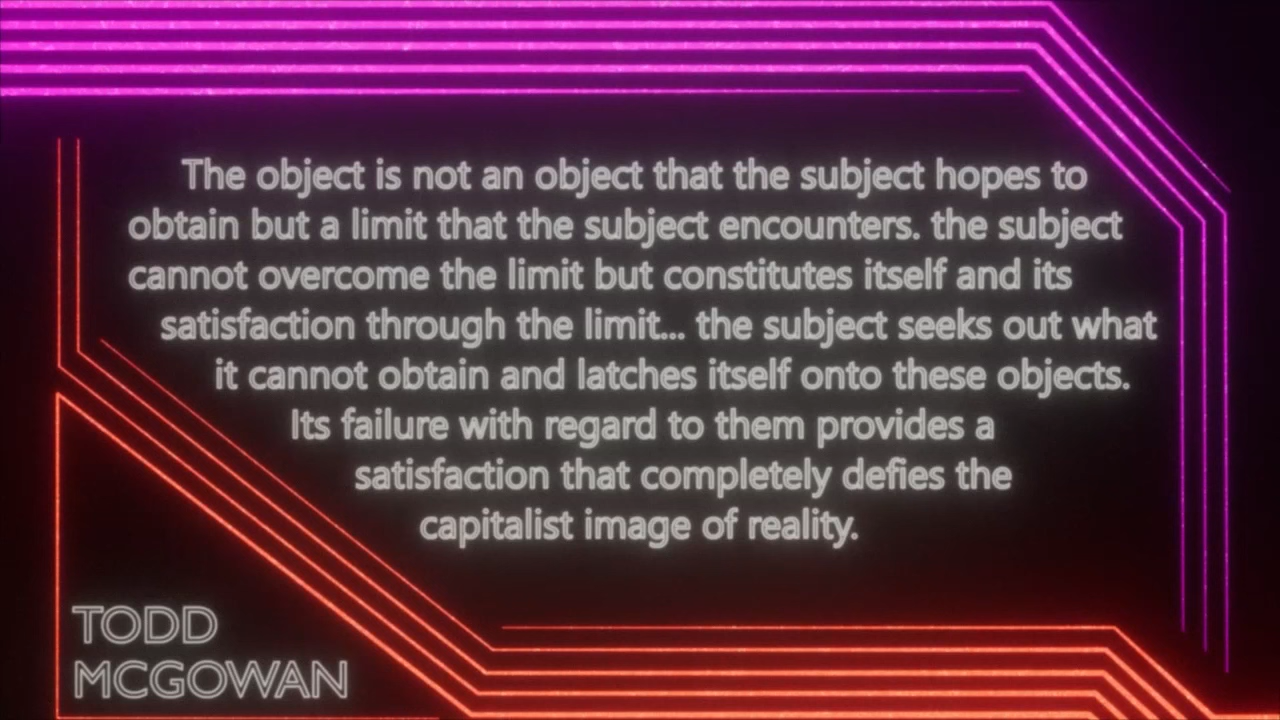 The object is not an object that the subject hopes to
obtain but a limit that the subject encounters. the subject
cannot overcome the limit but constitutes itself and its
satisfaction through the limit... the subject seeks out what
it cannot obtain and latches itself onto these objects.
Its failure with regard to them provides a
satisfaction that completely defies the
capitalist image of reality.
TODD
MCGOWAN